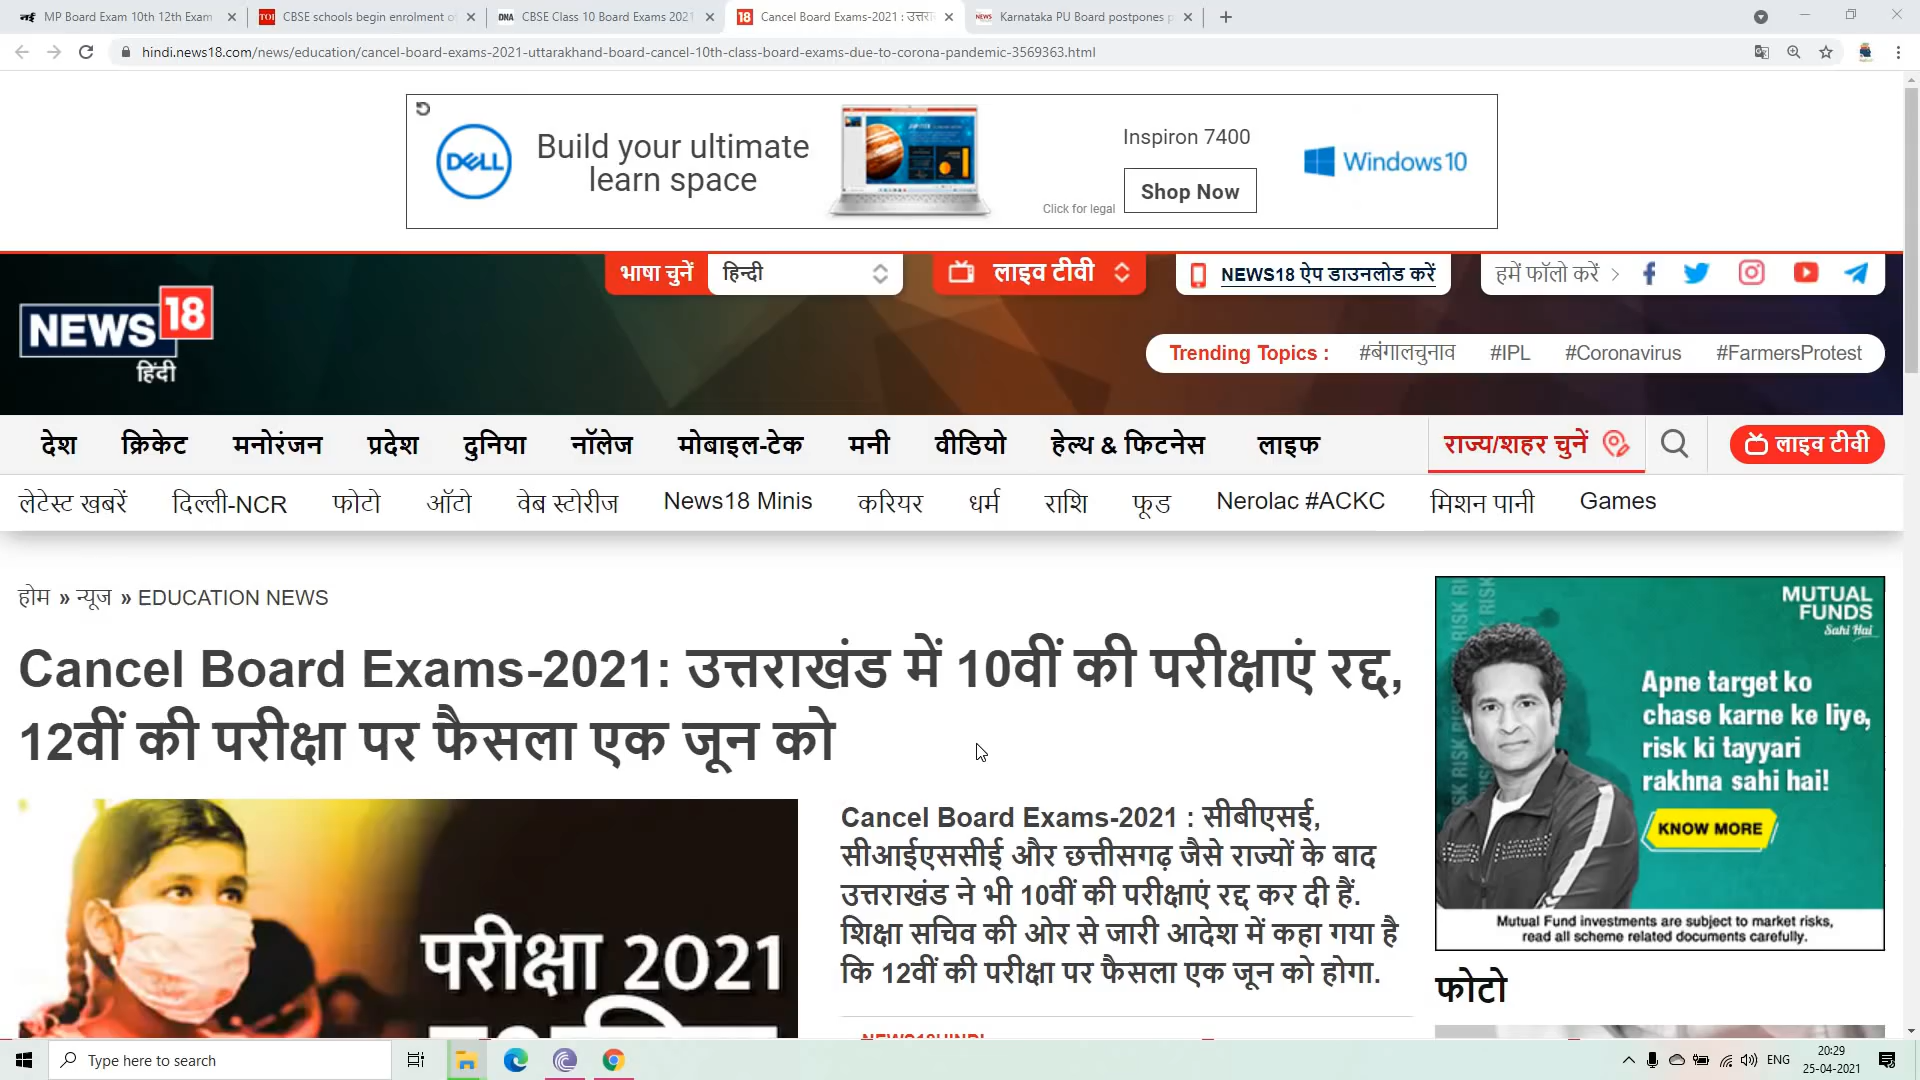 MP Board Exam 10th 12th Exam
TOI CBSE schools begin enrolment o
DNA CBSE Class 10 Board Exams 2021
18 Cancel Board Exams-2021 : उत्तरा
NEWS Karnataka PU Board postpones p
hindi.news18.com/news/education/cancel-board-exams-2021-uttarakhand-board-cancel-10th-class-board-exams-due-to-corona-pandemic-3569363.html
DELL
Build your ultimate
learn space
Inspiron 7400
Shop Now
Click for legal
Windows 10
भाषा चुनें हिन्दी
लाइव टीवी
NEWS18 ऐप डाउनलोड करें
हमें फॉलो करें
NEWS 18
हिंदी
Trending Topics : #बंगालचुनाव #IPL #Coronavirus #FarmersProtest
देश क्रिकेट मनोरंजन प्रदेश दुनिया नॉलेज मोबाइल-टेक मनी वीडियो हेल्थ & फिटनेस लाइफ राज्य/शहर चुनें लाइव टीवी
लेटेस्ट खबरें दिल्ली-NCR फोटो ऑटो वेब स्टोरीज News18 Minis करियर धर्म राशि फूड Nerolac #ACKC मिशन पानी Games
होम » न्यूज » EDUCATION NEWS
Cancel Board Exams-2021: उत्तराखंड में 10वीं की परीक्षाएं रद्द,
12वीं की परीक्षा पर फैसला एक जून को
परीक्षा 2021
Cancel Board Exams-2021 : सीबीएसई,
सीआईएससीई और छत्तीसगढ़ जैसे राज्यों के बाद
उत्तराखंड ने भी 10वीं की परीक्षाएं रद्द कर दी हैं.
शिक्षा सचिव की ओर से जारी आदेश में कहा गया है
कि 12वीं की परीक्षा पर फैसला एक जून को होगा.
NEWS18HINDI
MUTUAL
FUNDS
Sahi Hai
Apne target ko
chase karne ke liye,
risk ki tayyari
rakhna sahi hai!
KNOW MORE
Mutual Fund investments are subject to market risks,
read all scheme related documents carefully.
फोटो
Type here to search
ENG
20:29
25-04-2021